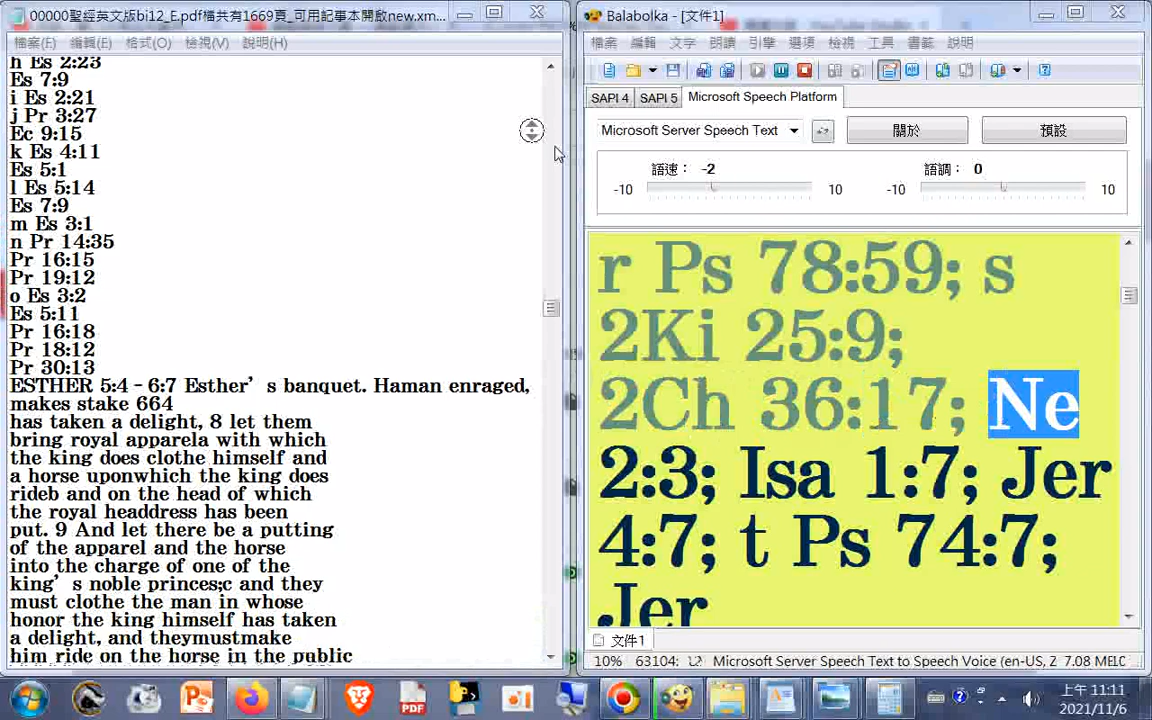 00000聖經英文版bi12_E.pdf檔共有1669頁_可用記事本開啟new.xm...
檔案(F) 編輯(E) 格式(O) 檢視(V) 說明(H)
h Es 2:23
Es 7:9
i Es 2:21
j Pr 3:27
Ec 9:15
k Es 4:11
Es 5:1
l Es 5:14
Es 7:9
m Es 3:1
n Pr 14:35
Pr 16:15
Pr 19:12
o Es 3:2
Es 5:11
Pr 16:18
Pr 18:12
Pr 30:13
ESTHER 5:4–6:7 Esther’s banquet. Haman enraged,
makes stake 664
has taken a delight, 8 let them
bring royal apparela with which
the king does clothe himself and
a horse uponwhich the king does
rideb and on the head of which
the royal headdress has been
put. 9 And let there be a putting
of the apparel and the horse
into the charge of one of the
king’s noble princes;c and they
must clothe the man in whose
honor the king himself has taken
a delight, and theymustmake
him ride on the horse in the public
Balabolka - [文件1]
檔案 編輯 文字 朗讀 引擎 選項 檢視 工具 書籤 說明
SAPI 4 SAPI 5 Microsoft Speech Platform
Microsoft Server Speech Text 關於 預設
語速： -2 語調： 0
-10 10 -10 10
r Ps 78:59; s
2Ki 25:9;
2Ch 36:17; Ne
2:3; Isa 1:7; Jer
4:7; t Ps 74:7;
Jer
文件1
10% 63104: Microsoft Server Speech Text to Speech Voice (en-US, Z 7.08 MELC
PDF
上午 11:11
2021/11/6